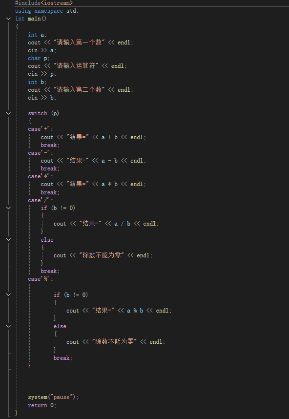 #include<iostream>
using namespace std;
int main()
{
int a;
cout << "请输入第一个数" << endl;
cin >> a;
char p;
cout << "请输入运算符" << endl;
cin >> p;
int b;
cout << "请输入第二个数" << endl;
cin >> b;
switch (p)
{
case'+':
cout << "结果=" << a + b << endl;
break;
case'-':
cout << "结果=" << a - b << endl;
break;
case'*':
cout << "结果=" << a * b << endl;
break;
case'/':
if (b != 0)
{
cout << "结果=" << a / b << endl;
}
else
{
cout << "除数不能为零" << endl;
}
break;
case'%':
if (b != 0)
{
cout << "结果=" << a % b << endl;
}
else
{
cout << "除数不能为零" << endl;
}
break;
}
system("pause");
return 0;
}